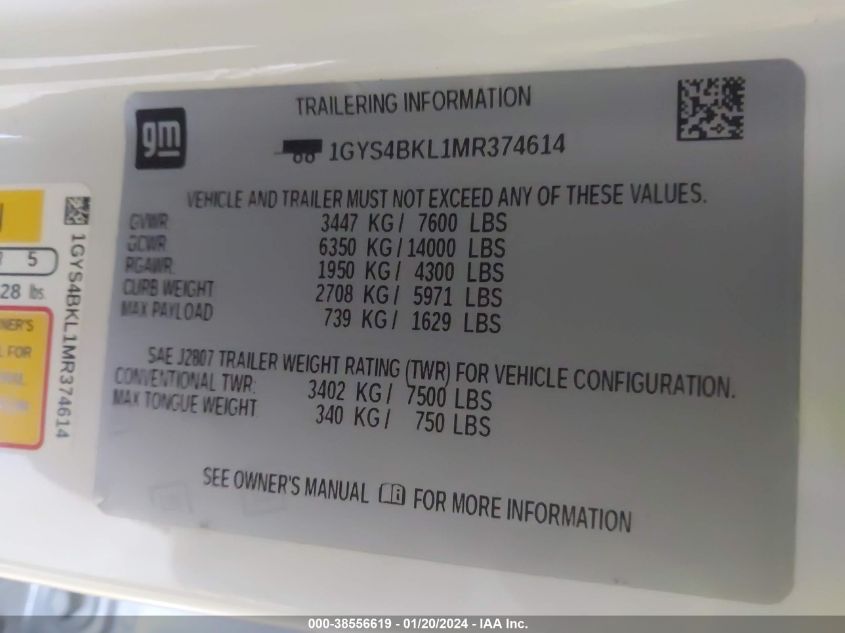 gm
TRAILERING INFORMATION
1GYS4BKL1MR374614
VEHICLE AND TRAILER MUST NOT EXCEED ANY OF THESE VALUES.
GVWR: 3447 KG/ 7600 LBS
GCWR: 6350 KG/14000 LBS
RGAWR: 1950 KG/ 4300 LBS
CURB WEIGHT 2708 KG/ 5971 LBS
MAX PAYLOAD 739 KG/ 1629 LBS
SAE J2807 TRAILER WEIGHT RATING (TWR) FOR VEHICLE CONFIGURATION.
CONVENTIONAL TWR: 3402 KG/ 7500 LBS
MAX TONGUE WEIGHT: 340 KG/ 750 LBS
SEE OWNER'S MANUAL FOR MORE INFORMATION
5
28 lbs.
NER'S
FOR
1GYS4BKL1MR374614
000-38556619 - 01/20/2024 - IAA Inc.